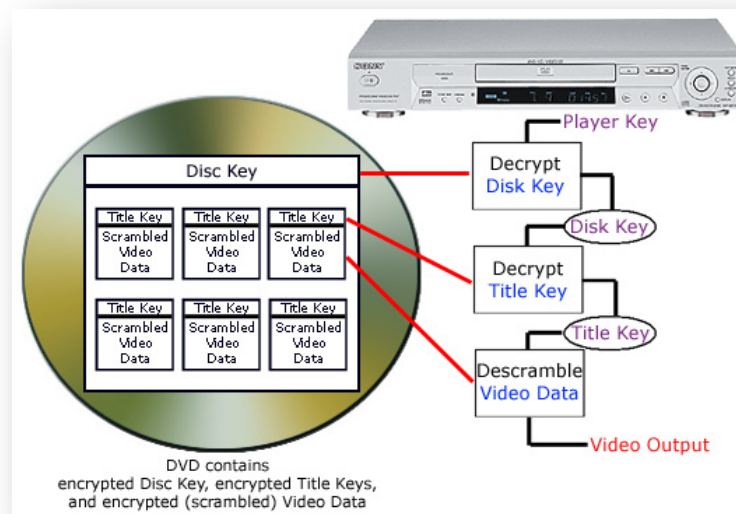 SONY
Player Key
Disc Key
Decrypt
Disk Key
Title Key Title Key Title Key
Scrambled Scrambled Scrambled
Video Video Video
Data Data Data
Disk Key
Decrypt
Title Key
Title Key Title Key Title Key
Scrambled Scrambled Scrambled
Video Video Video
Data Data Data
Title Key
Descramble
Video Data
Video Output
DVD contains
encrypted Disc Key, encrypted Title Keys,
and encrypted (scrambled) Video Data